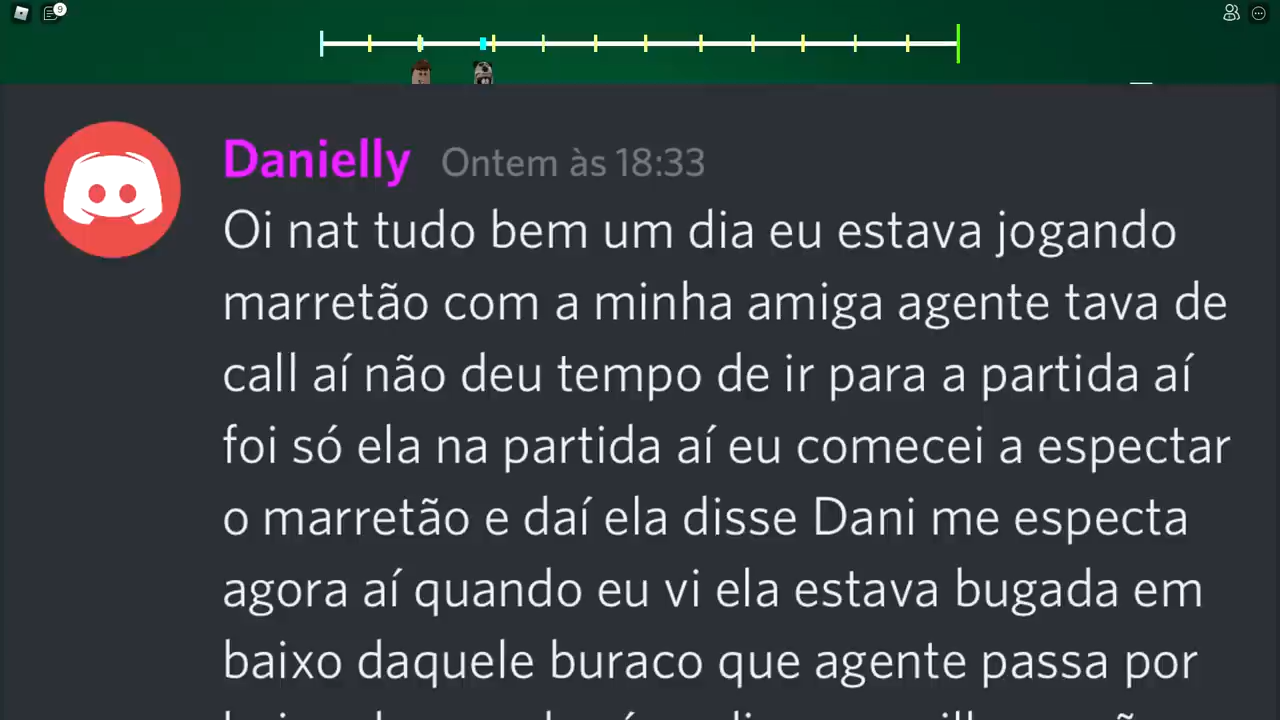 9
Danielly Ontem às 18:33
Oi nat tudo bem um dia eu estava jogando
marretão com a minha amiga agente tava de
call aí não deu tempo de ir para a partida aí
foi só ela na partida aí eu comecei a espectar
o marretão e daí ela disse Dani me especta
agora aí quando eu vi ela estava bugada em
baixo daquele buraco que agente passa por